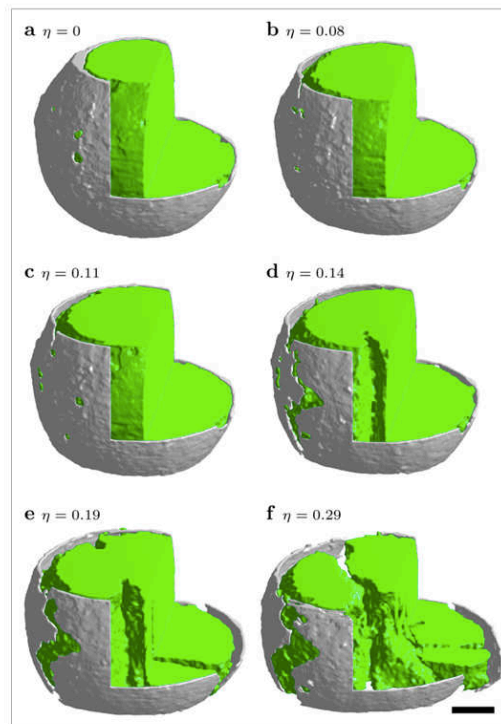 a η = 0
b η = 0.08
c η = 0.11
d η = 0.14
e η = 0.19
f η = 0.29